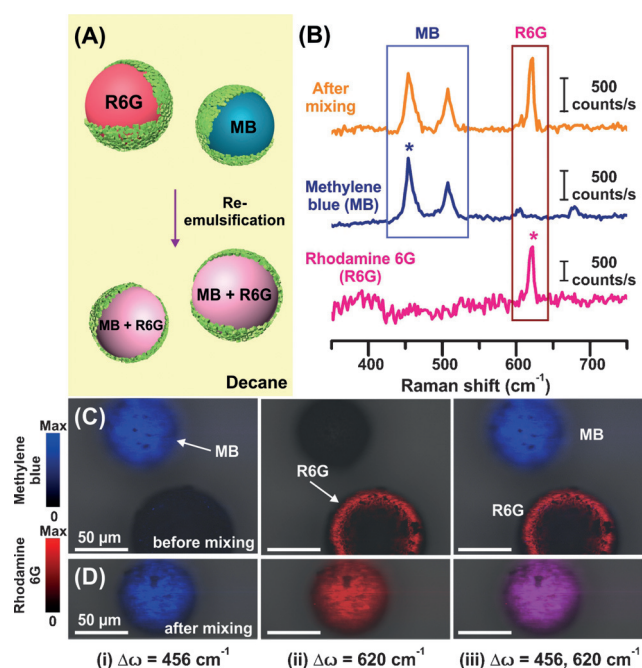 (A)
R6G
MB
Re-
emulsification
MB + R6G
MB + R6G
Decane
(B)
MB
R6G
After
mixing
500
counts/s
*
Methylene
blue (MB)
500
counts/s
*
Rhodamine 6G
(R6G)
500
counts/s
400
500
600
700
Raman shift (cm⁻¹)
Max
Methylene
blue
0
Max
Rhodamine
6G
0
(C)
MB
50 μm
before mixing
R6G
MB
R6G
(D)
50 μm
after mixing
(i) Δω = 456 cm⁻¹
(ii) Δω = 620 cm⁻¹
(iii) Δω = 456, 620 cm⁻¹